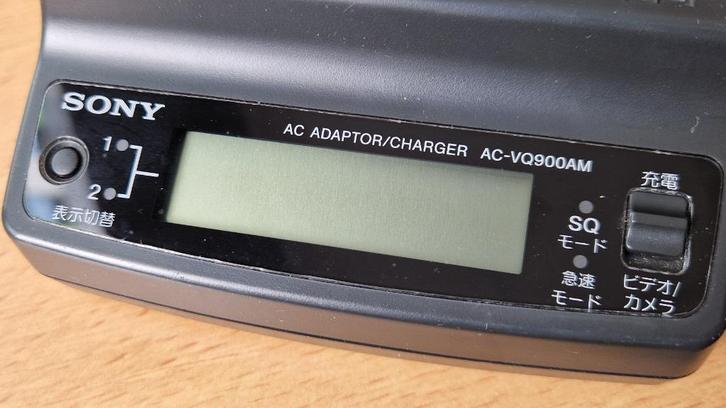 SONY
AC ADAPTOR/CHARGER AC-VQ900AM
1
2
表示切替
SQ
モード
急速
モード
充電
ビデオ/
カメラ